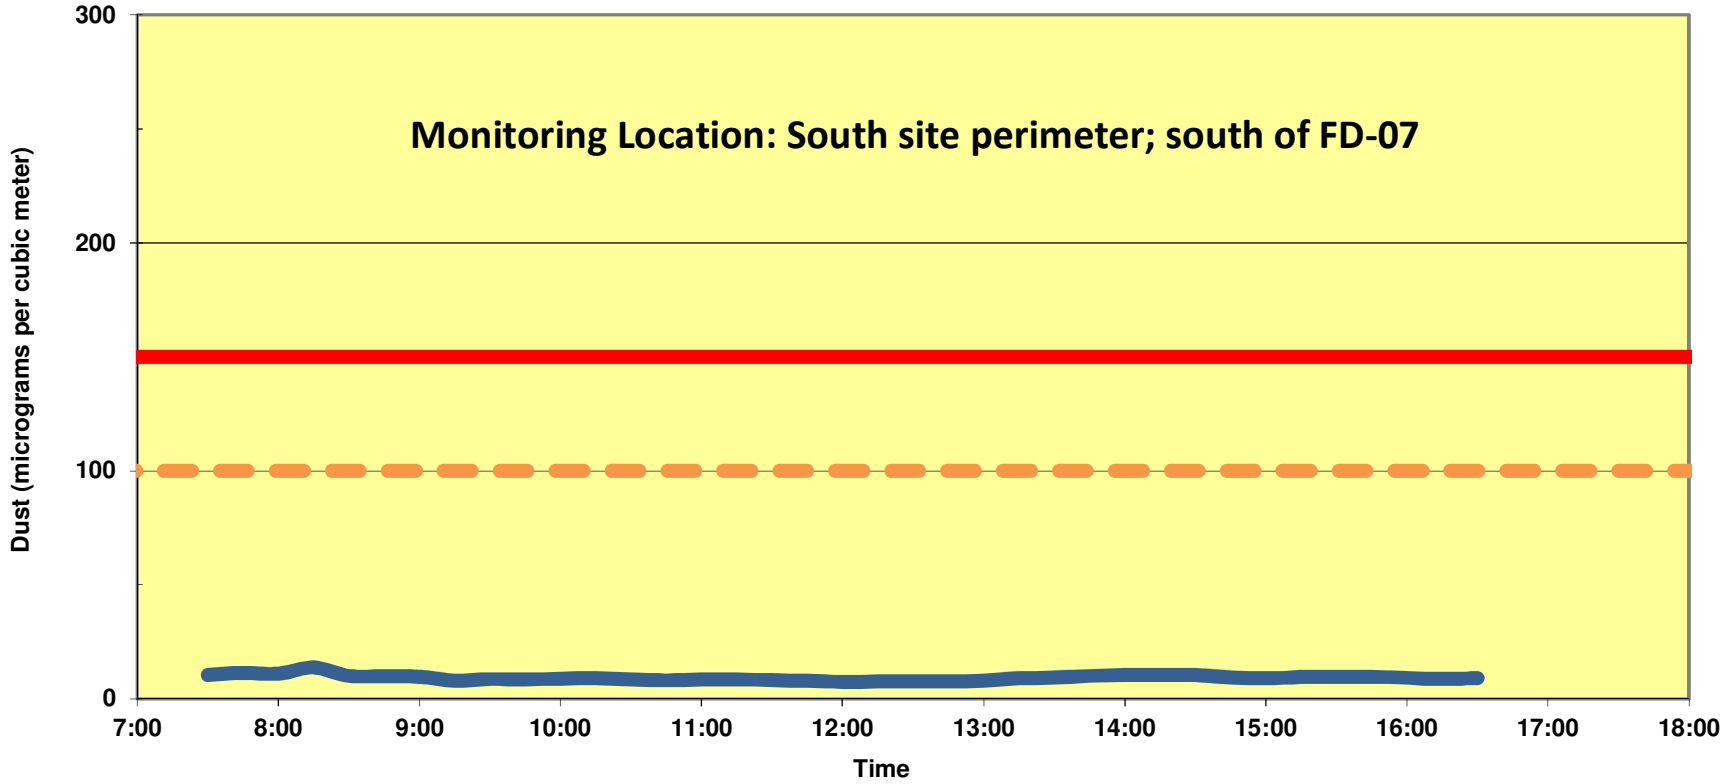 Monitoring Location: South site perimeter; south of FD-07
Dust (micrograms per cubic meter)
300
200
100
0
7:00 8:00 9:00 10:00 11:00 12:00 13:00 14:00 15:00 16:00 17:00 18:00
Time